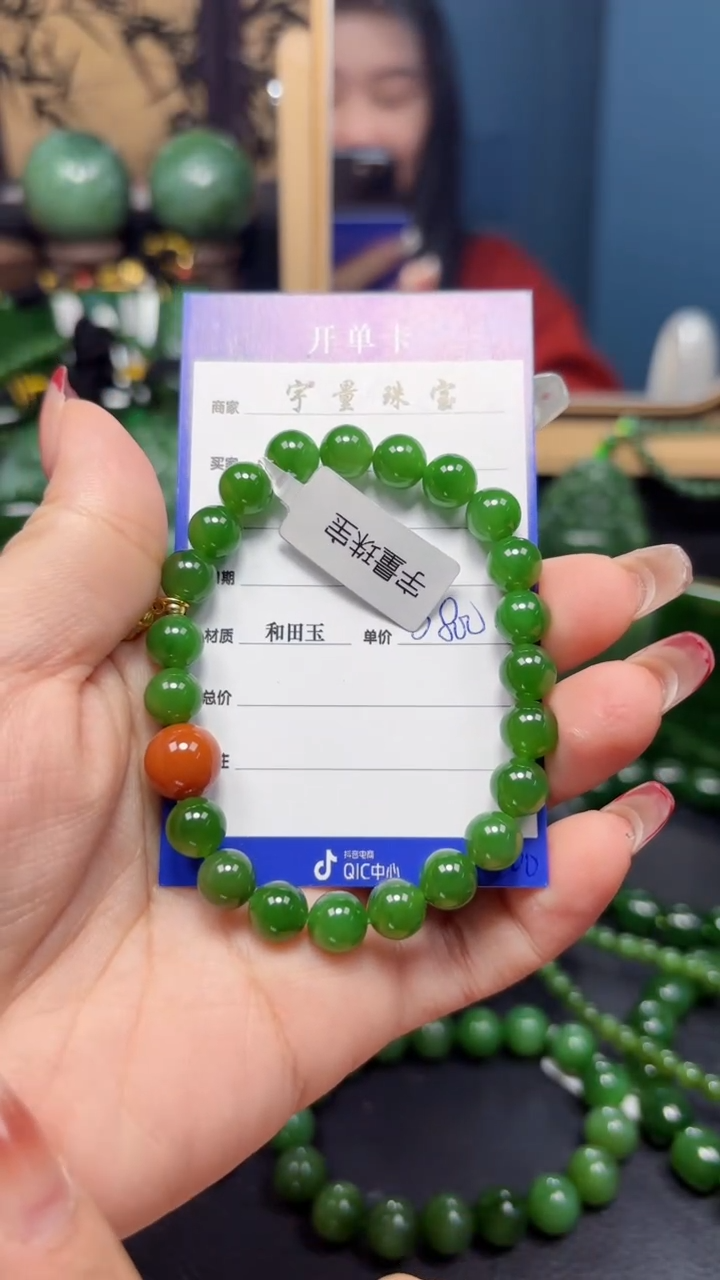 开单卡
商家 宇量珠宝
买家
宇量珠宝
期
材质 和田玉 单价
总价
主
抖音电商
QIC中心